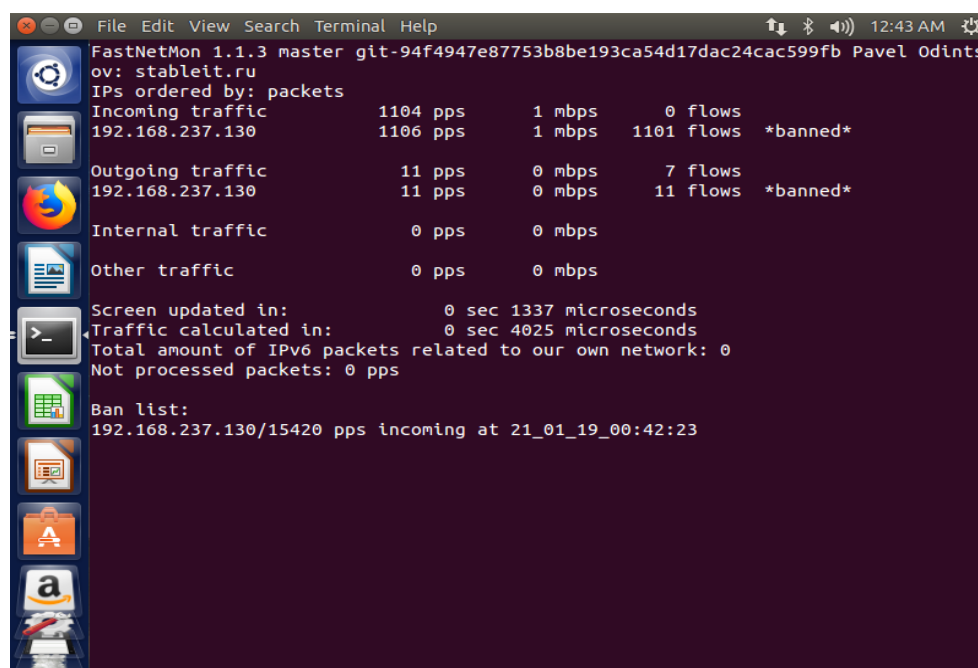 File Edit View Search Terminal Help 12:43 AM
FastNetMon 1.1.3 master git-94f4947e87753b8be193ca54d17dac24cac599fb Pavel Odints
ov: stableit.ru
IPs ordered by: packets
Incoming traffic 1104 pps 1 mbps 0 flows
192.168.237.130 1106 pps 1 mbps 1101 flows *banned*
Outgoing traffic 11 pps 0 mbps 7 flows
192.168.237.130 11 pps 0 mbps 11 flows *banned*
Internal traffic 0 pps 0 mbps
Other traffic 0 pps 0 mbps
Screen updated in: 0 sec 1337 microseconds
Traffic calculated in: 0 sec 4025 microseconds
Total amount of IPv6 packets related to our own network: 0
Not processed packets: 0 pps
Ban list:
192.168.237.130/15420 pps incoming at 21_01_19_00:42:23
>_
A
a